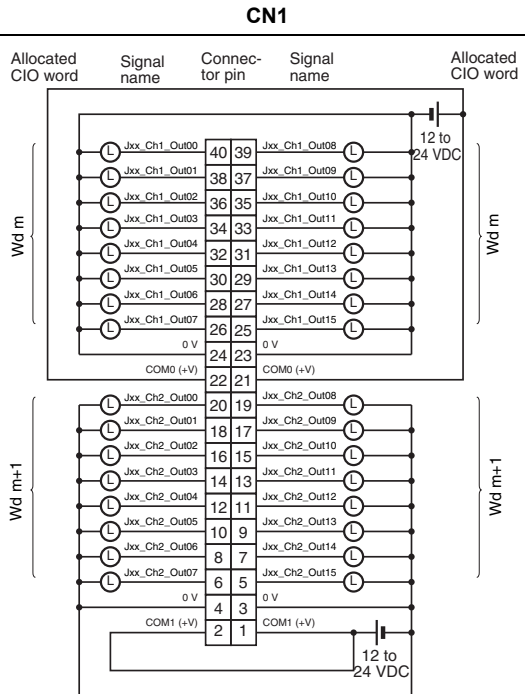 CN1
Allocated CIO word
Signal name
Connec- tor pin
Signal name
Allocated CIO word
12 to 24 VDC
Wd m
Wd m
Jxx_Ch1_Out00 40 39 Jxx_Ch1_Out08
L L
Jxx_Ch1_Out01 38 37 Jxx_Ch1_Out09
L L
Jxx_Ch1_Out02 36 35 Jxx_Ch1_Out10
L L
Jxx_Ch1_Out03 34 33 Jxx_Ch1_Out11
L L
Jxx_Ch1_Out04 32 31 Jxx_Ch1_Out12
L L
Jxx_Ch1_Out05 30 29 Jxx_Ch1_Out13
L L
Jxx_Ch1_Out06 28 27 Jxx_Ch1_Out14
L L
Jxx_Ch1_Out07 26 25 Jxx_Ch1_Out15
L L
0 V 24 23 0 V
COM0 (+V) 22 21 COM0 (+V)
Wd m+1
Wd m+1
Jxx_Ch2_Out00 20 19 Jxx_Ch2_Out08
L L
Jxx_Ch2_Out01 18 17 Jxx_Ch2_Out09
L L
Jxx_Ch2_Out02 16 15 Jxx_Ch2_Out10
L L
Jxx_Ch2_Out03 14 13 Jxx_Ch2_Out11
L L
Jxx_Ch2_Out04 12 11 Jxx_Ch2_Out12
L L
Jxx_Ch2_Out05 10 9 Jxx_Ch2_Out13
L L
Jxx_Ch2_Out06 8 7 Jxx_Ch2_Out14
L L
Jxx_Ch2_Out07 6 5 Jxx_Ch2_Out15
L L
0 V 4 3 0 V
COM1 (+V) 2 1 COM1 (+V)
12 to 24 VDC